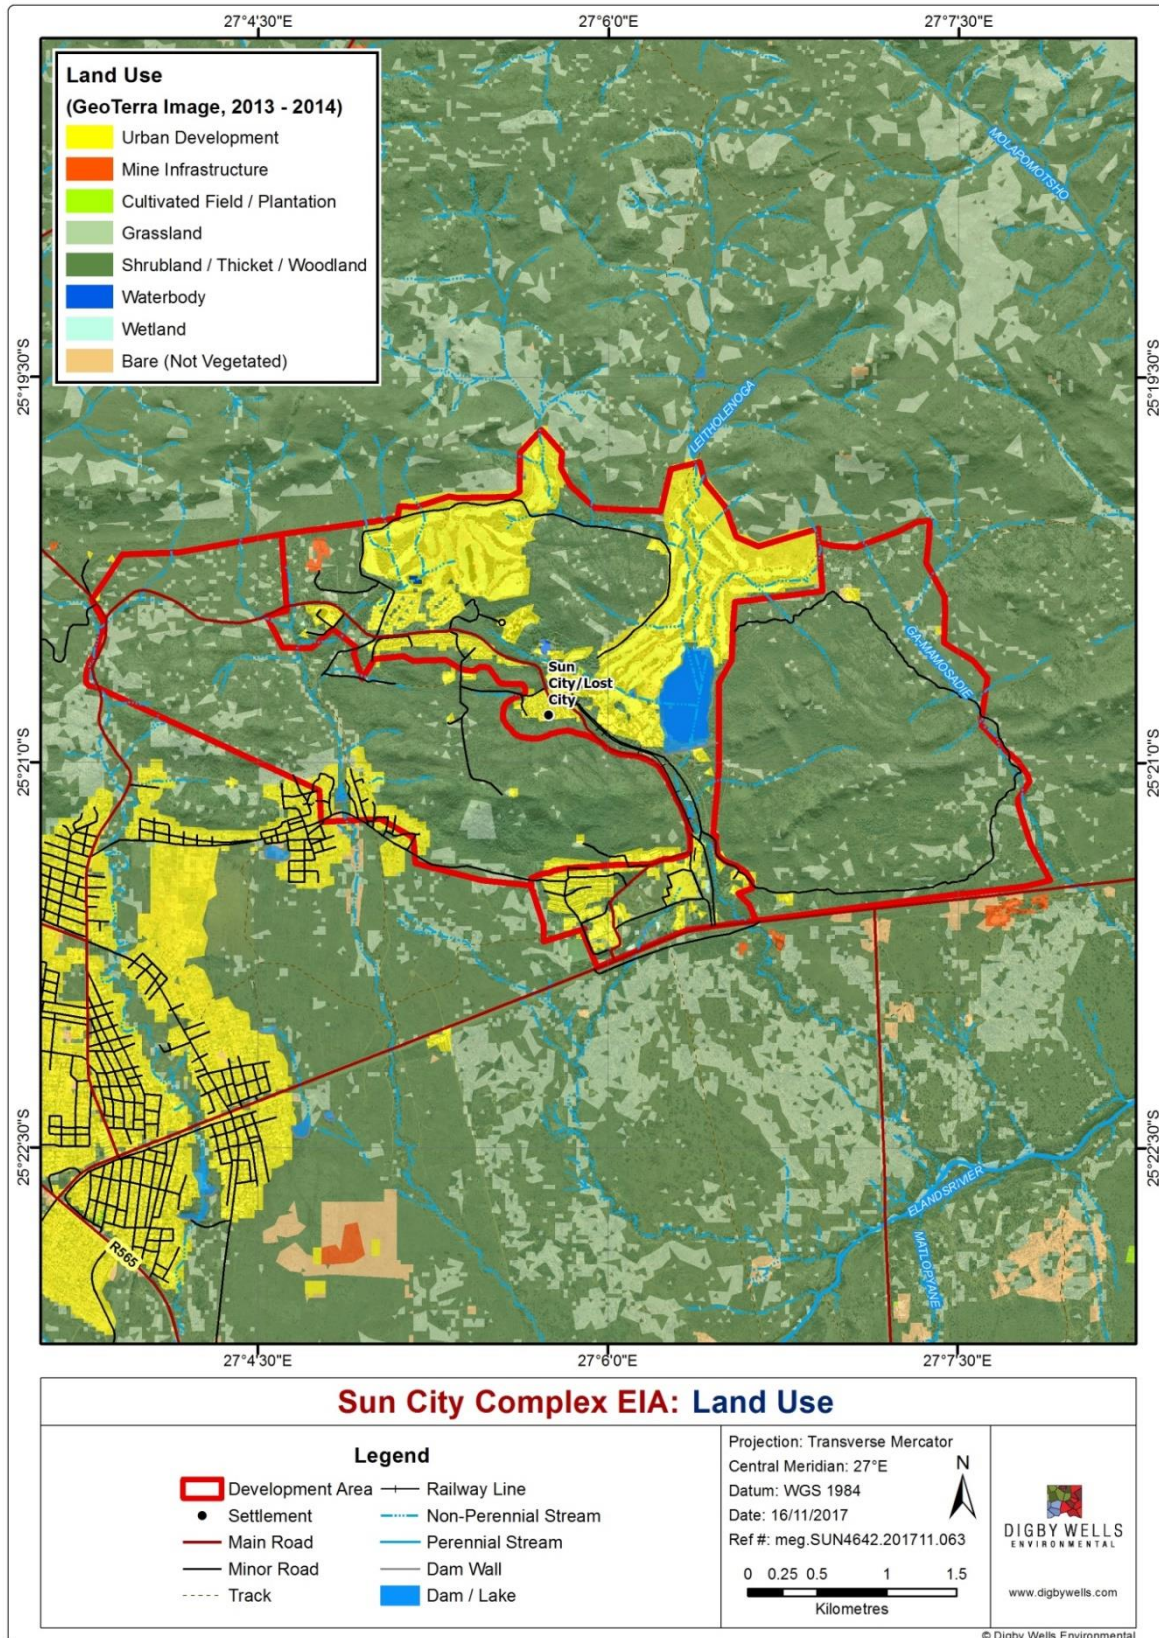 27°4'30"E
27°6'0"E
27°7'30"E
Land Use
(GeoTerra Image, 2013 - 2014)
Urban Development
Mine Infrastructure
Cultivated Field / Plantation
Grassland
Shrubland / Thicket / Woodland
Waterbody
Wetland
Bare (Not Vegetated)
MOLAPOMOTSHO
25°19'30"S
25°19'30"S
LEITHOLENOGA
GA-MAMOSADIE
Sun
City/Lost
City
25°21'0"S
25°21'0"S
25°22'30"S
25°22'30"S
ELANDSRIVIER
MATLOPYANE
R565
27°4'30"E
27°6'0"E
27°7'30"E
Sun City Complex EIA: Land Use
Legend
Development Area
Settlement
Main Road
Minor Road
Track
Railway Line
Non-Perennial Stream
Perennial Stream
Dam Wall
Dam / Lake
Projection: Transverse Mercator
Central Meridian: 27°E
Datum: WGS 1984
Date: 16/11/2017
Ref #: meg.SUN4642.201711.063
N
0 0.25 0.5 1 1.5
Kilometres
DIGBY WELLS
ENVIRONMENTAL
www.digbywells.com
© Digby Wells Environmental